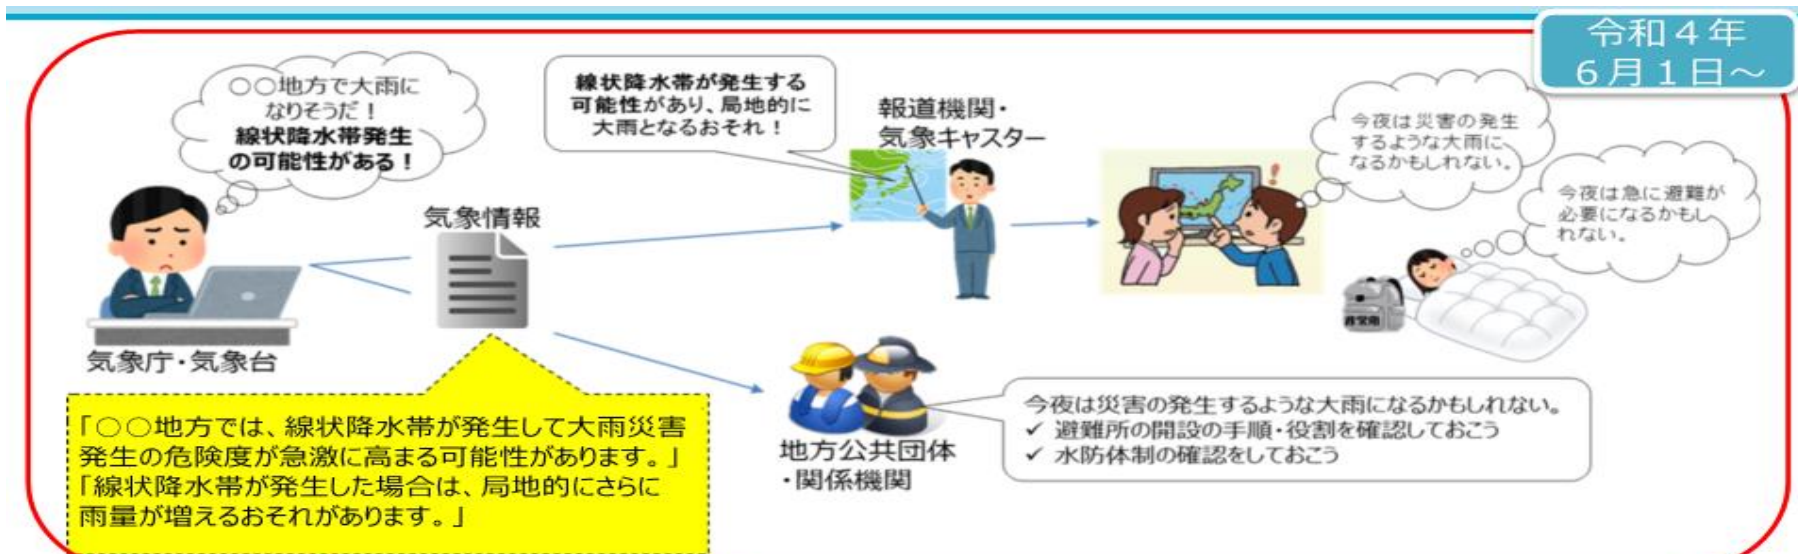 令和４年
６月１日～
○○地方で大雨に
なりそうだ！
線状降水帯発生
の可能性がある！
線状降水帯が発生する
可能性があり、局地的に
大雨となるおそれ！
報道機関・
気象キャスター
今夜は災害の発生
するような大雨に
なるかもしれない。
今夜は急に避難が
必要になるかもし
れない。
気象情報
非常用
気象庁・気象台
「○○地方では、線状降水帯が発生して大雨災害
発生の危険度が急激に高まる可能性があります。」
「線状降水帯が発生した場合は、局地的にさらに
雨量が増えるおそれがあります。」
地方公共団体
・関係機関
今夜は災害の発生するような大雨になるかもしれない。
✓ 避難所の開設の手順・役割を確認しておこう
✓ 水防体制の確認をしておこう